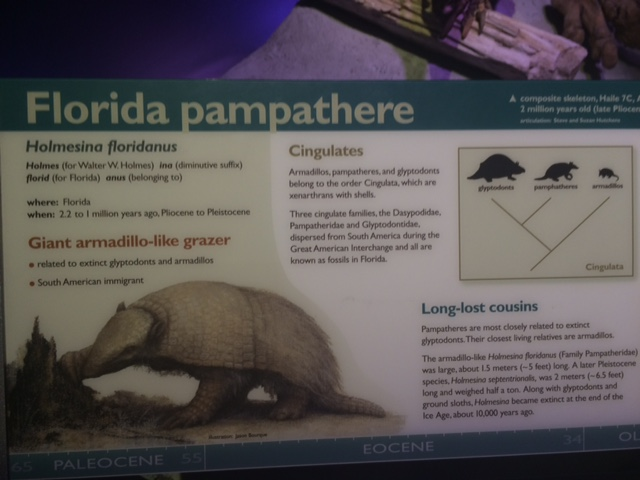 Florida pampathere
▲ composite skeleton, Haile 7C, A
2 million years old (late Pliocen
articulation: Steve and Susan Hutchens
Holmesina floridanus
Holmes (for Walter W. Holmes) ina (diminutive suffix)
florid (for Florida) anus (belonging to)
where: Florida
when: 2.2 to 1 million years ago, Pliocene to Pleistocene
Giant armadillo-like grazer
• related to extinct glyptodonts and armadillos
• South American immigrant
Cingulates
Armadillos, pampatheres, and glyptodonts
belong to the order Cingulata, which are
xenarthrans with shells.
Three cingulate families, the Dasypodidae,
Pampatheridae and Glyptodontidae,
dispersed from South America during the
Great American Interchange and all are
known as fossils in Florida.
glyptodonts pampatheres armadillos
Cingulata
Long-lost cousins
Pampatheres are most closely related to extinct
glyptodonts. Their closest living relatives are armadillos.
The armadillo-like Holmesina floridanus (Family Pampatheridae)
was large, about 1.5 meters (~5 feet) long. A later Pleistocene
species, Holmesina septentrionalis, was 2 meters (~6.5 feet)
long and weighed half a ton. Along with glyptodonts and
ground sloths, Holmesina became extinct at the end of the
Ice Age, about 10,000 years ago.
65 PALEOCENE 55 EOCENE 34 OL